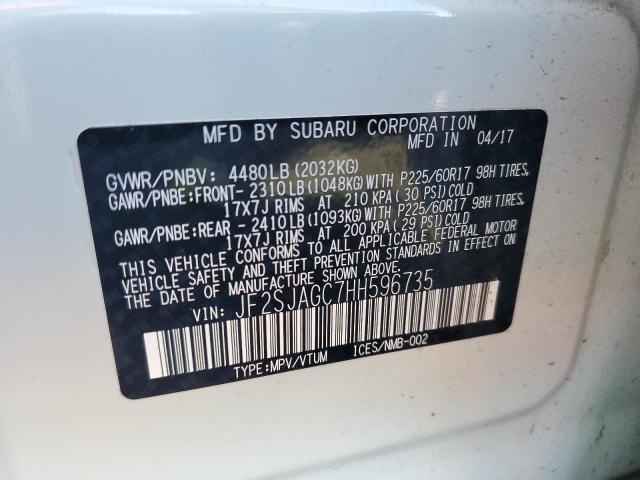 MFD BY SUBARU CORPORATION
MFD IN 04/17
GVWR/PNBV: 4480LB(2032KG)
GAWR/PNBE:FRONT- 2310LB(1048KG)WITH P225/60R17 98H TIRES,
17X7J RIMS AT 210 KPA( 30 PSI)COLD
GAWR/PNBE:REAR - 2410LB(1093KG)WITH P225/60R17 98H TIRES,
17X7J RIMS AT 200 KPA( 29 PSI)COLD
THIS VEHICLE CONFORMS TO ALL APPLICABLE FEDERAL MOTOR
VEHICLE SAFETY AND THEFT PREVENTION STANDARDS IN EFFECT ON
THE DATE OF MANUFACTURE SHOWN ABOVE.
VIN: JF2SJAGC7HH596735
TYPE:MPV/VTUM ICES/NMB-002